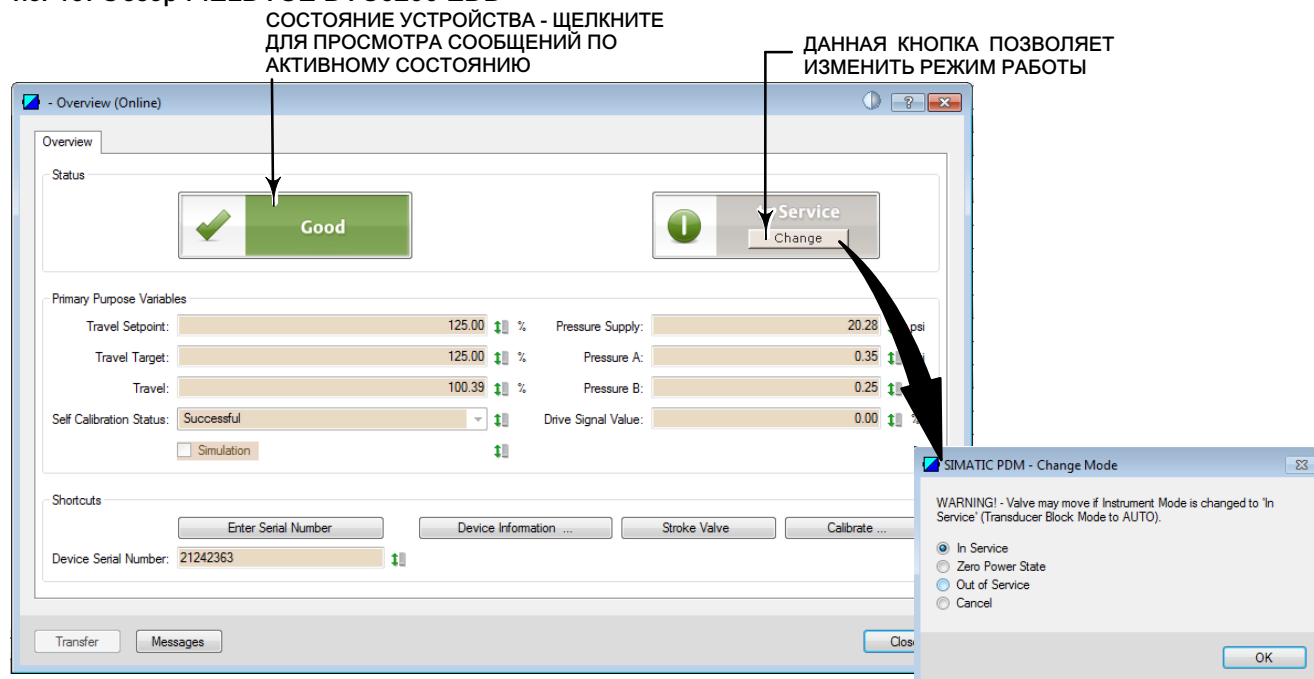 СОСТОЯНИЕ УСТРОЙСТВА - ЩЕЛКНИТЕ
ДЛЯ ПРОСМОТРА СООБЩЕНИЙ ПО
АКТИВНОМУ СОСТОЯНИЮ
ДАННАЯ КНОПКА ПОЗВОЛЯЕТ
ИЗМЕНИТЬ РЕЖИМ РАБОТЫ
- Overview (Online)
Overview
Status
Good
Service
Change
Primary Purpose Variables
Travel Setpoint: 125.00 % Pressure Supply: 20.28 psi
Travel Target: 125.00 % Pressure A: 0.35
Travel: 100.39 % Pressure B: 0.25
Self Calibration Status: Successful Drive Signal Value: 0.00 %
Simulation
Shortcuts
Enter Serial Number Device Information ... Stroke Valve Calibrate ...
Device Serial Number: 21242363
Transfer Messages Close
SIMATIC PDM - Change Mode
WARNING! - Valve may move if Instrument Mode is changed to 'In
Service' (Transducer Block Mode to AUTO).
In Service
Zero Power State
Out of Service
Cancel
OK